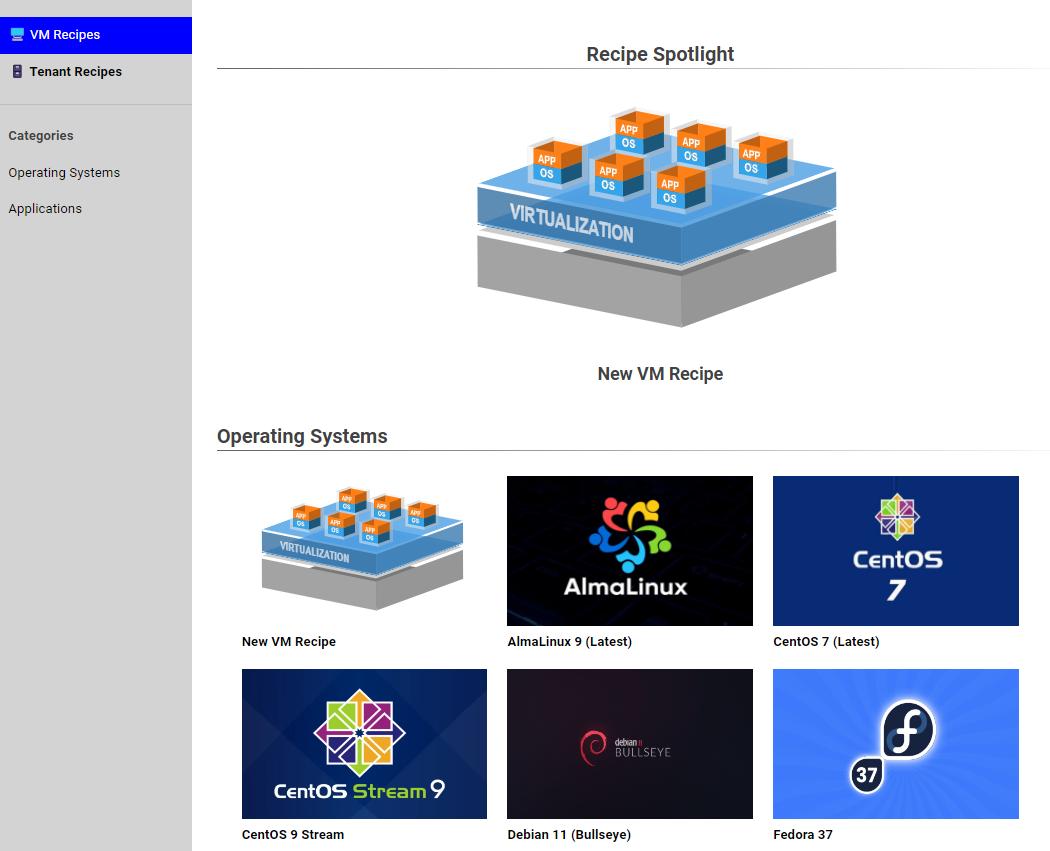 VM Recipes
Tenant Recipes
Categories
Operating Systems
Applications
Recipe Spotlight
APP
OS
APP
OS
APP
OS
APP
OS
APP
OS
APP
OS
VIRTUALIZATION
New VM Recipe
Operating Systems
APP
OS
APP
OS
APP
OS
APP
OS
APP
OS
APP
OS
VIRTUALIZATION
New VM Recipe
AlmaLinux
AlmaLinux 9 (Latest)
CentOS
7
CentOS 7 (Latest)
CentOS Stream 9
CentOS 9 Stream
debian 11
BULLSEYE
Debian 11 (Bullseye)
37
Fedora 37